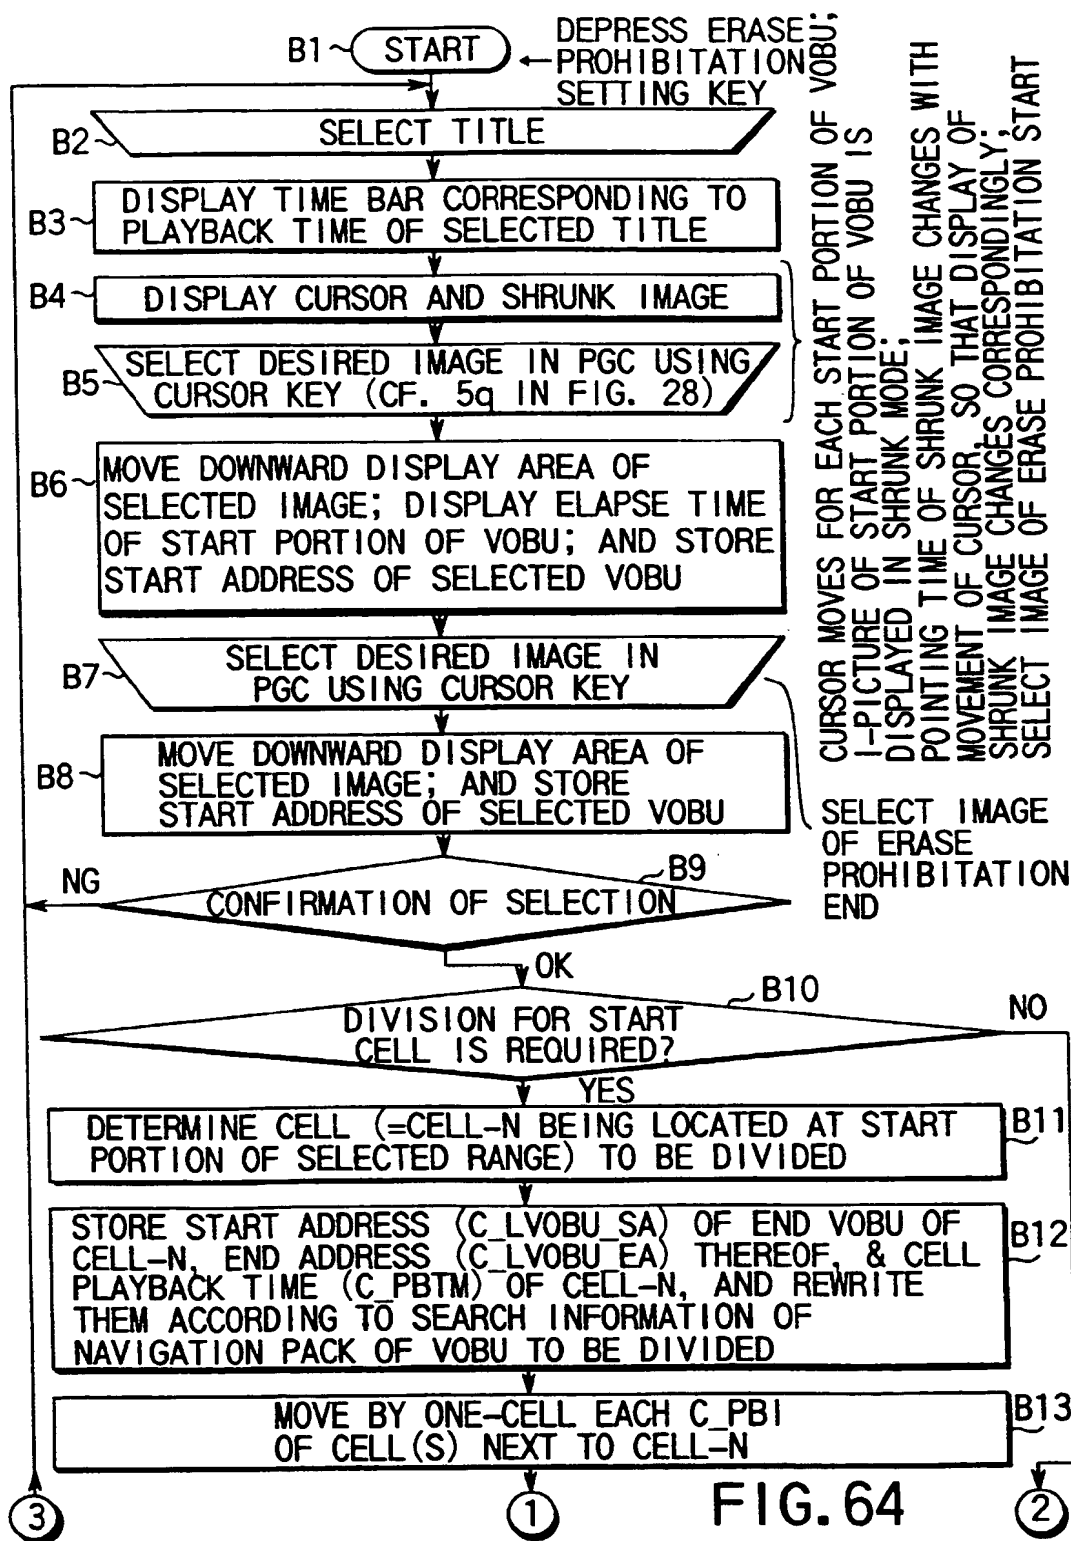 B1
START
DEPRESS ERASE
PROHIBITATION
SETTING KEY
B2
SELECT TITLE
B3
DISPLAY TIME BAR CORRESPONDING TO
PLAYBACK TIME OF SELECTED TITLE
B4
DISPLAY CURSOR AND SHRUNK IMAGE
B5
SELECT DESIRED IMAGE IN PGC USING
CURSOR KEY (CF. 5q IN FIG. 28)
CURSOR MOVES FOR EACH START PORTION OF VOBU;
I-PICTURE OF START PORTION OF VOBU IS
DISPLAYED IN SHRUNK MODE;
POINTING TIME OF SHRUNK IMAGE CHANGES WITH
MOVEMENT OF CURSOR, SO THAT DISPLAY OF
SHRUNK IMAGE CHANGES CORRESPONDINGLY;
SELECT IMAGE OF ERASE PROHIBITATION START
B6
MOVE DOWNWARD DISPLAY AREA OF
SELECTED IMAGE; DISPLAY ELAPSE TIME
OF START PORTION OF VOBU; AND STORE
START ADDRESS OF SELECTED VOBU
B7
SELECT DESIRED IMAGE IN
PGC USING CURSOR KEY
B8
MOVE DOWNWARD DISPLAY AREA OF
SELECTED IMAGE; AND STORE
START ADDRESS OF SELECTED VOBU
SELECT IMAGE
OF ERASE
PROHIBITATION
END
B9
NG
CONFIRMATION OF SELECTION
OK
B10
NO
DIVISION FOR START
CELL IS REQUIRED?
YES
B11
DETERMINE CELL (=CELL-N BEING LOCATED AT START
PORTION OF SELECTED RANGE) TO BE DIVIDED
B12
STORE START ADDRESS (C_LVOBU_SA) OF END VOBU OF
CELL-N, END ADDRESS (C_LVOBU_EA) THEREOF, & CELL
PLAYBACK TIME (C_PBTM) OF CELL-N, AND REWRITE
THEM ACCORDING TO SEARCH INFORMATION OF
NAVIGATION PACK OF VOBU TO BE DIVIDED
B13
MOVE BY ONE-CELL EACH C_PBI
OF CELL(S) NEXT TO CELL-N
3
1
FIG. 64
2